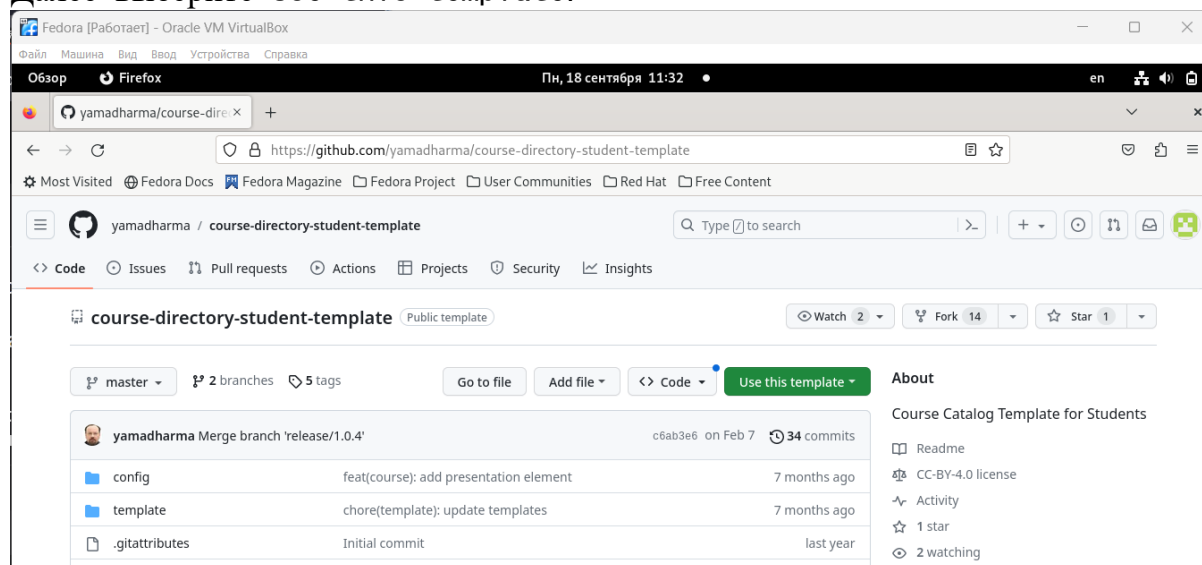 Далее выберите Use this template.
Fedora [Работает] - Oracle VM VirtualBox
Файл Машина Вид Ввод Устройства Справка
Обзор Firefox Пн, 18 сентября 11:32 en
yamadharma/course-dire
https://github.com/yamadharma/course-directory-student-template
Most Visited Fedora Docs Fedora Magazine Fedora Project User Communities Red Hat Free Content
yamadharma / course-directory-student-template Type / to search
Code Issues Pull requests Actions Projects Security Insights
course-directory-student-template Public template Watch 2 Fork 14 Star 1
master 2 branches 5 tags Go to file Add file <> Code Use this template About
Course Catalog Template for Students
yamadharma Merge branch 'release/1.0.4' c6ab3e6 on Feb 7 34 commits
Readme
config feat(course): add presentation element 7 months ago
CC-BY-4.0 license
Activity
template chore(template): update templates 7 months ago
1 star
.gitattributes Initial commit last year
2 watching